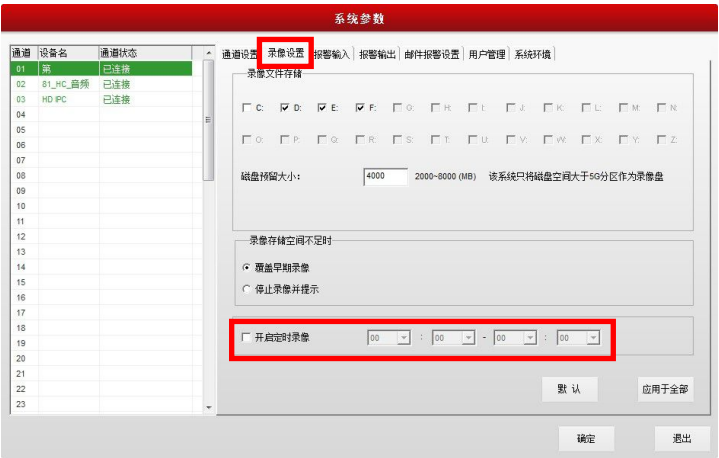 系统参数
通道 设备名 通道状态
01 第 已连接
02 81_HC_音频 已连接
03 HD IPC 已连接
04
05
06
07
08
09
10
11
12
13
14
15
16
17
18
19
20
21
22
23
通道设置 录像设置 报警输入 报警输出 邮件报警设置 用户管理 系统环境
录像文件存储
C: D: E: F: G: H: I: J: K: L: M: N:
O: P: Q: R: S: T: U: V: W: X: Y: Z:
磁盘预留大小: 4000 2000~8000 (MB) 该系统只将磁盘空间大于5G分区作为录像盘
录像存储空间不足时
覆盖早期录像
停止录像并提示
开启定时录像 00 : 00 - 00 : 00
默 认 应用于全部
确定 退出